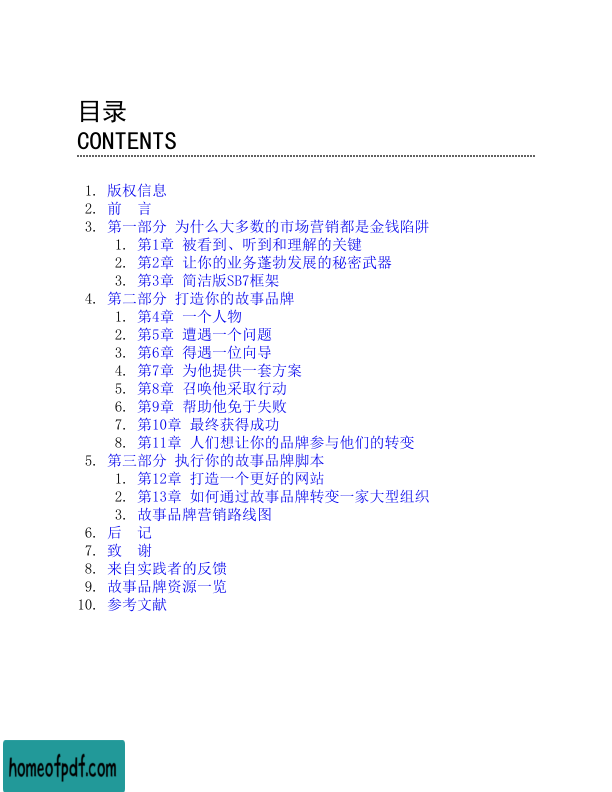 目录
CONTENTS
1. 版权信息
2. 前　言
3. 第一部分 为什么大多数的市场营销都是金钱陷阱
1. 第1章 被看到、听到和理解的关键
2. 第2章 让你的业务蓬勃发展的秘密武器
3. 第3章 简洁版SB7框架
4. 第二部分 打造你的故事品牌
1. 第4章 一个人物
2. 第5章 遭遇一个问题
3. 第6章 得遇一位向导
4. 第7章 为他提供一套方案
5. 第8章 召唤他采取行动
6. 第9章 帮助他免于失败
7. 第10章 最终获得成功
8. 第11章 人们想让你的品牌参与他们的转变
5. 第三部分 执行你的故事品牌脚本
1. 第12章 打造一个更好的网站
2. 第13章 如何通过故事品牌转变一家大型组织
3. 故事品牌营销路线图
6. 后　记
7. 致　谢
8. 来自实践者的反馈
9. 故事品牌资源一览
10. 参考文献
homeofpdf.com